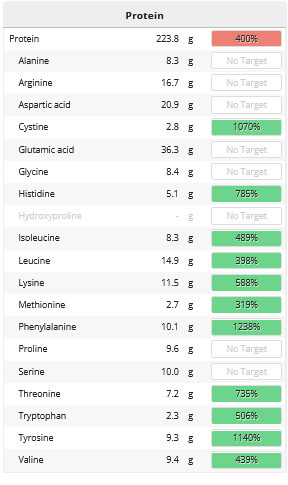 Protein
Protein 223.8 g 400%
Alanine 8.3 g No Target
Arginine 16.7 g No Target
Aspartic acid 20.9 g No Target
Cystine 2.8 g 1070%
Glutamic acid 36.3 g No Target
Glycine 8.4 g No Target
Histidine 5.1 g 785%
Hydroxyproline - g No Target
Isoleucine 8.3 g 489%
Leucine 14.9 g 398%
Lysine 11.5 g 588%
Methionine 2.7 g 319%
Phenylalanine 10.1 g 1238%
Proline 9.6 g No Target
Serine 10.0 g No Target
Threonine 7.2 g 735%
Tryptophan 2.3 g 506%
Tyrosine 9.3 g 1140%
Valine 9.4 g 439%